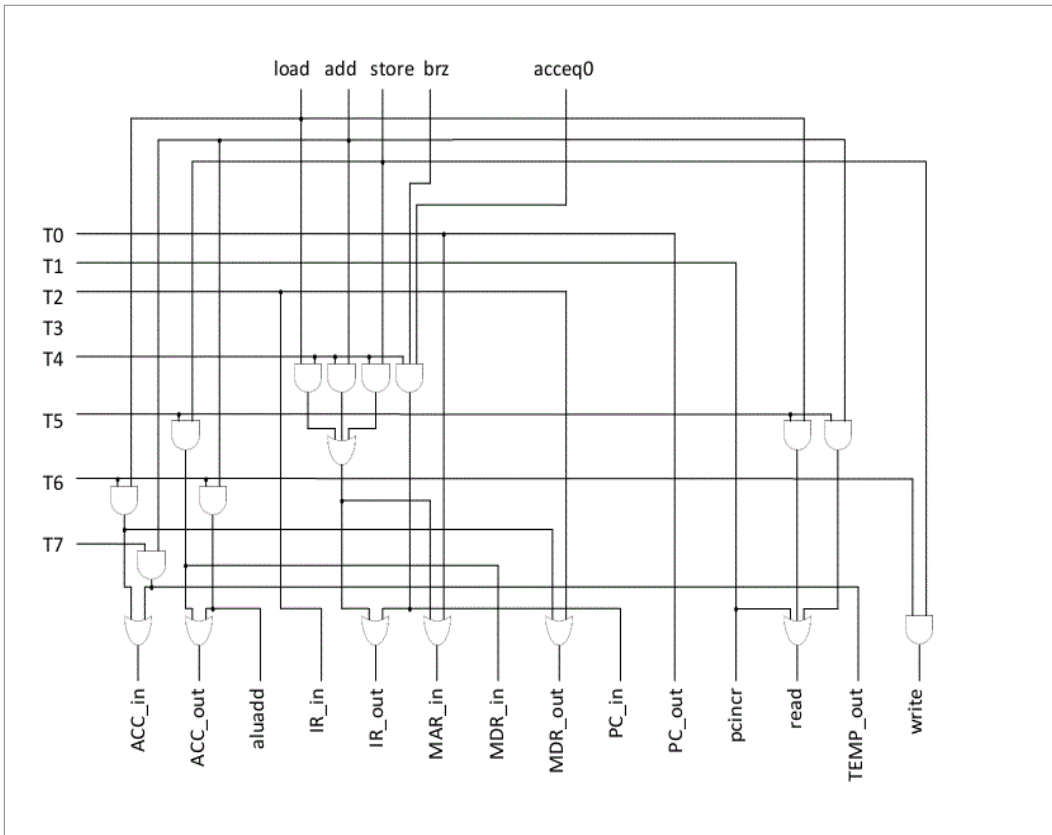 load add store brz acceq0
T0
T1
T2
T3
T4
T5
T6
T7
ACC_in
ACC_out
aluadd
IR_in
IR_out
MAR_in
MDR_in
MDR_out
PC_in
PC_out
pcincr
read
TEMP_out
write